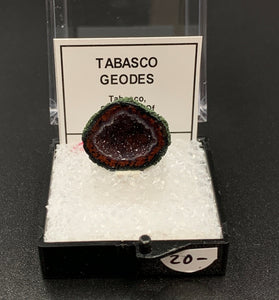 TABASCO
GEODES
Tabasco,
20-